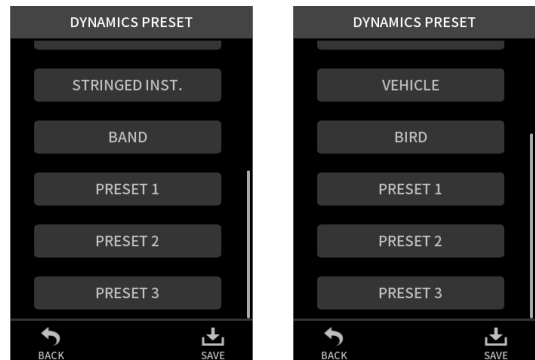 DYNAMICS PRESET
STRINGED INST.
BAND
PRESET 1
PRESET 2
PRESET 3
BACK
SAVE
DYNAMICS PRESET
VEHICLE
BIRD
PRESET 1
PRESET 2
PRESET 3
BACK
SAVE